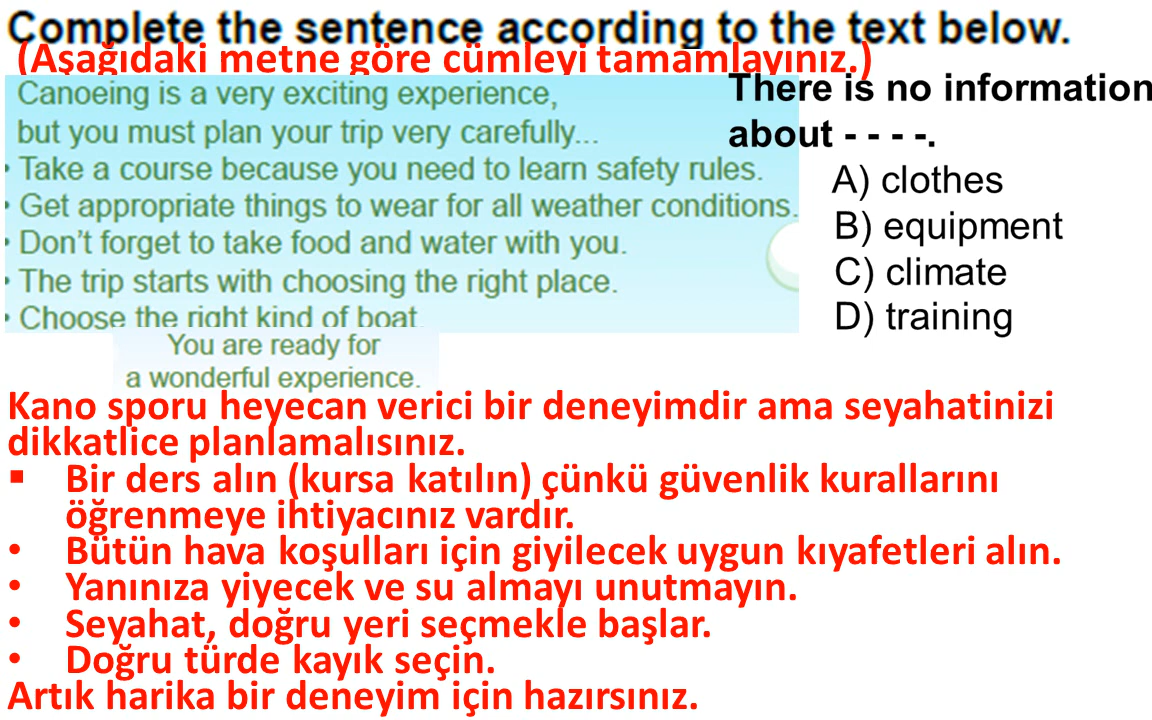 Complete the sentence according to the text below.
(Aşağıdaki metne göre cümleyi tamamlayınız.)
Canoeing is a very exciting experience,
but you must plan your trip very carefully...
• Take a course because you need to learn safety rules.
• Get appropriate things to wear for all weather conditions.
• Don't forget to take food and water with you.
• The trip starts with choosing the right place.
• Choose the right kind of boat.
You are ready for
a wonderful experience.
There is no information
about - - - -.
A) clothes
B) equipment
C) climate
D) training
Kano sporu heyecan verici bir deneyimdir ama seyahatinizi
dikkatlice planlamalısınız.
▪ Bir ders alın (kursa katılın) çünkü güvenlik kurallarını
öğrenmeye ihtiyacınız vardır.
• Bütün hava koşulları için giyilecek uygun kıyafetleri alın.
• Yanınıza yiyecek ve su almayı unutmayın.
• Seyahat, doğru yeri seçmekle başlar.
• Doğru türde kayık seçin.
Artık harika bir deneyim için hazırsınız.